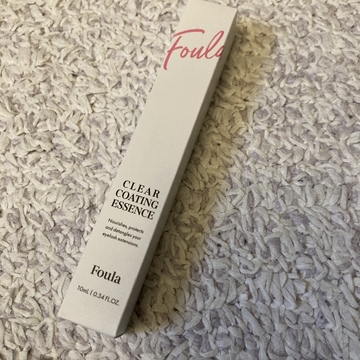 Foula
CLEAR
COATING
ESSENCE
Nourishes, protects
and detangles your
eyelash extensions
Foula
10ml / 0.34 FL.OZ.